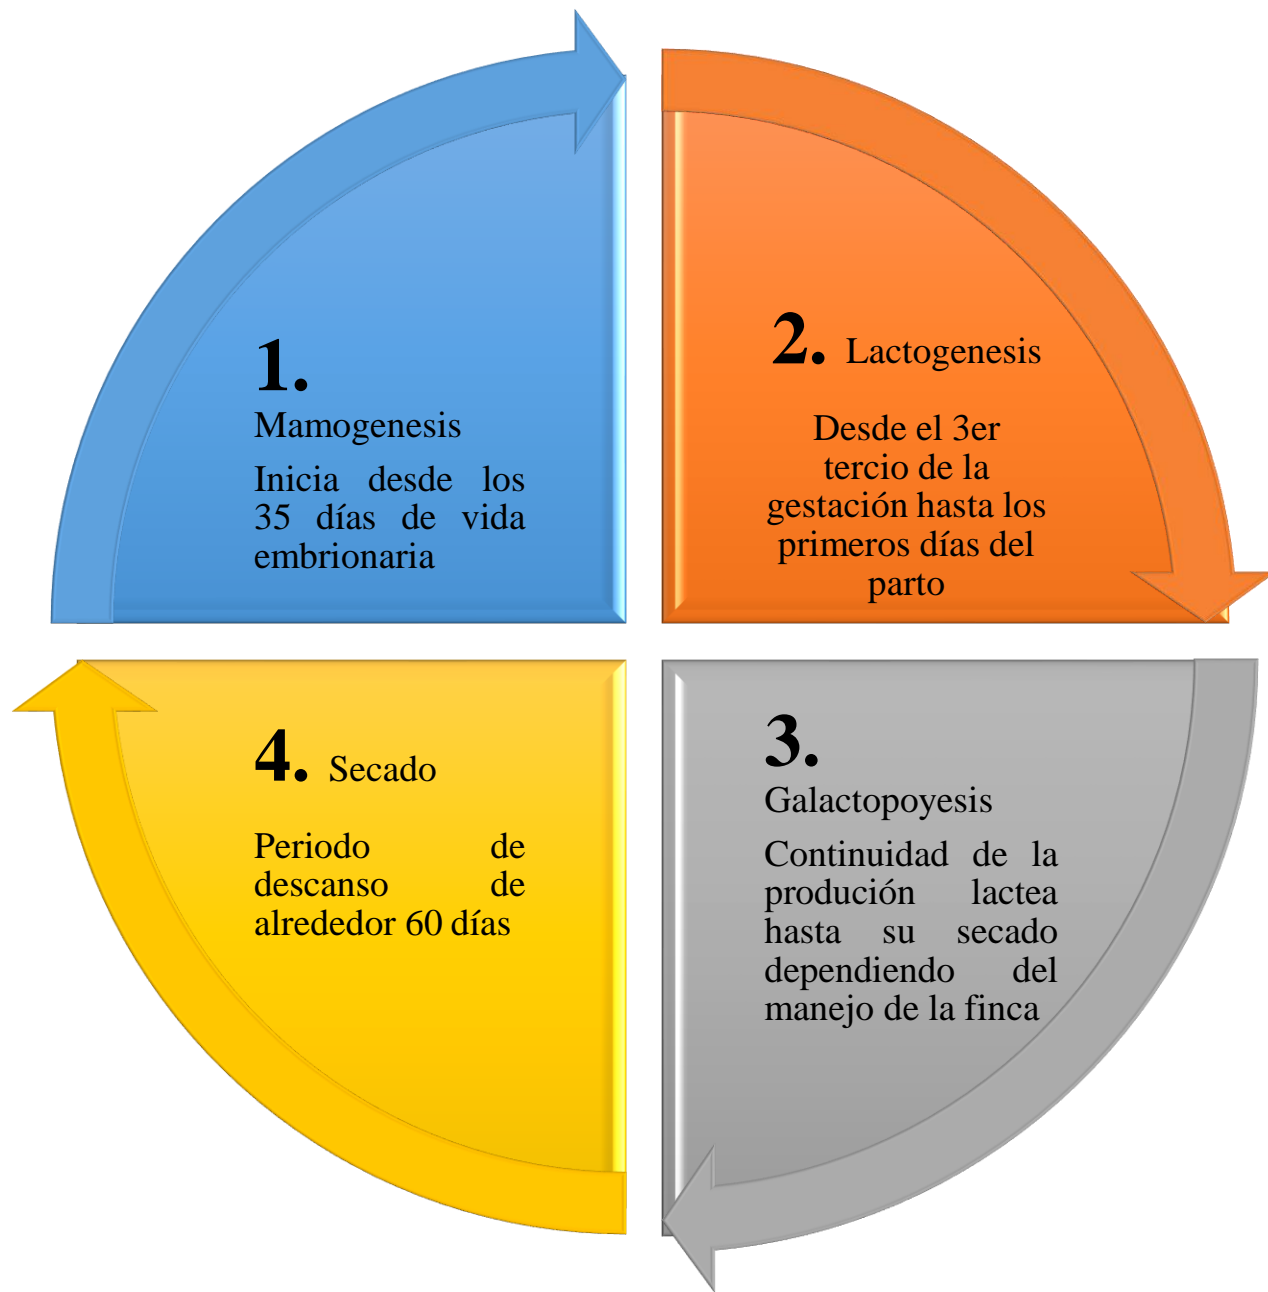 1.
Mamogenesis
Inicia desde los
35 días de vida
embrionaria
2. Lactogenesis
Desde el 3er
tercio de la
gestación hasta los
primeros días del
parto
3.
Galactopoyesis
Continuidad de la
produción lactea
hasta su secado
dependiendo del
manejo de la finca
4. Secado
Periodo de
descanso de
alrededor 60 días